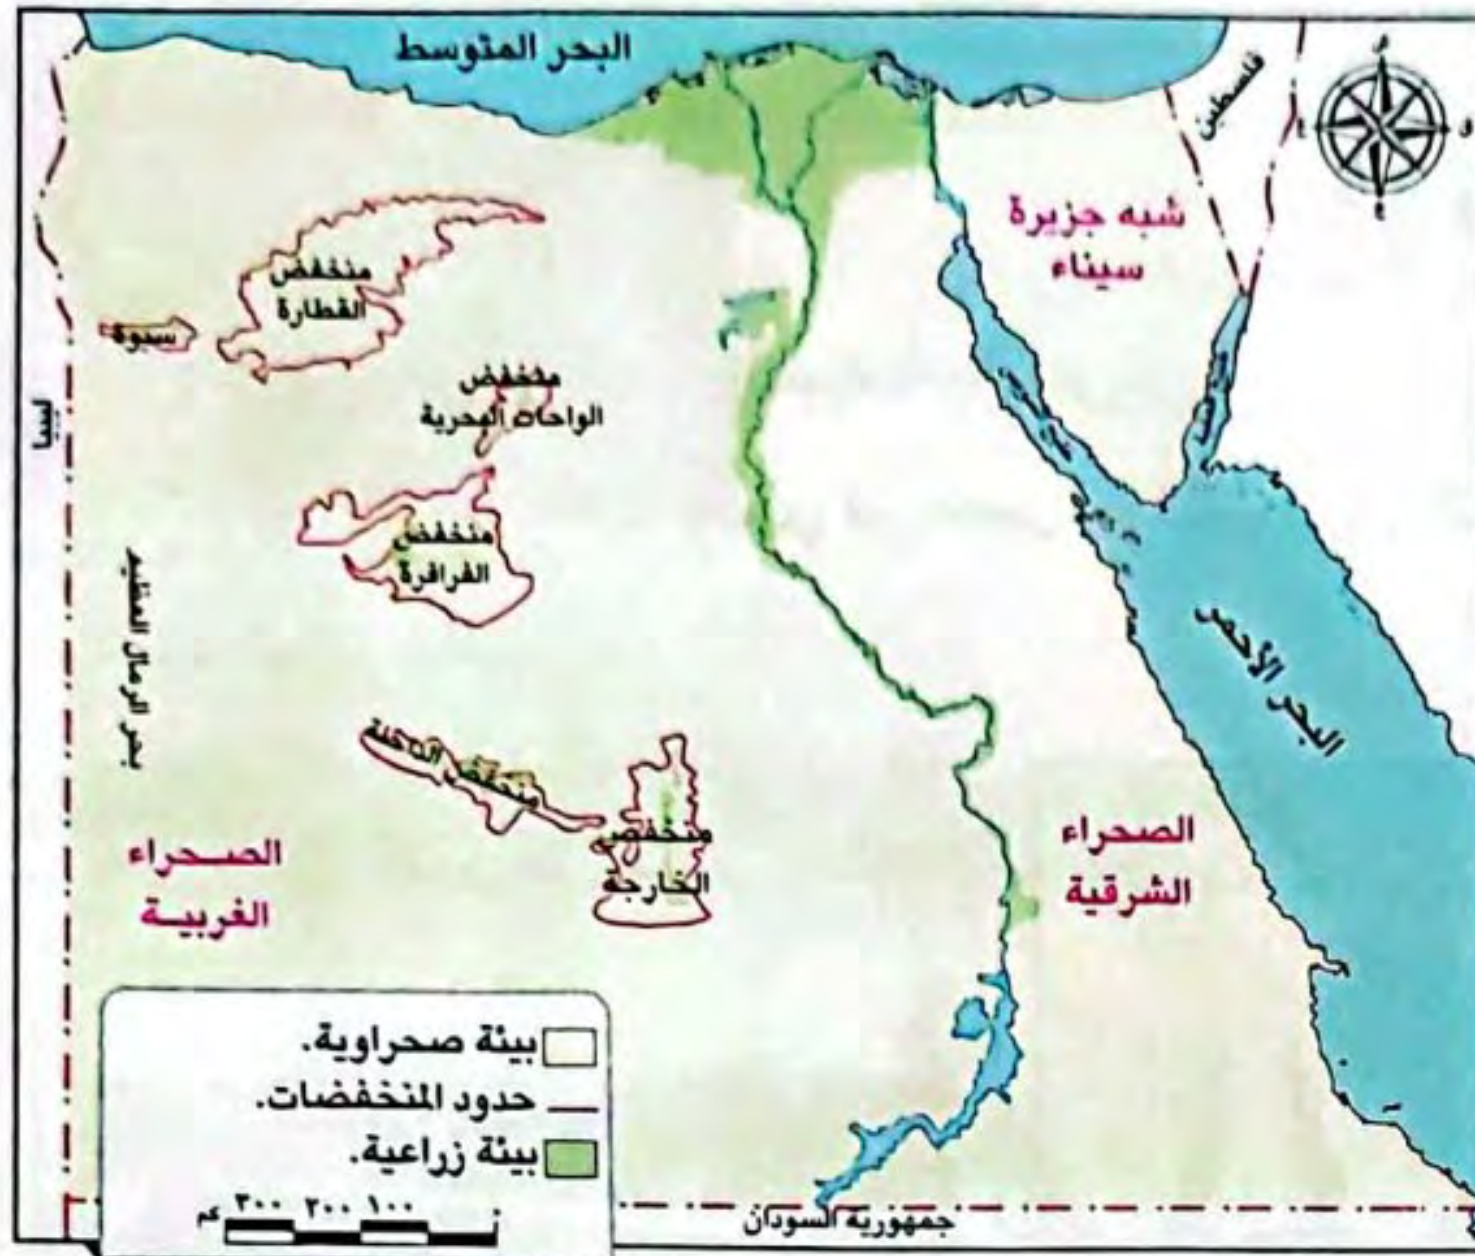 البحر المتوسط
فلسطين
شبه جزيرة
سيناء
منخفض
القطارة
سيوة
منخفض
الواحات البحرية
ليبيا
منخفض
الفرافرة
بحر الرمال العظيم
البحر الأحمر
منخفض الداخلة
منخفض
الخارجة
الصحراء
الشرقية
الصحراء
الغربية
بيئة صحراوية.
حدود المنخفضات.
بيئة زراعية.
٣٠٠ ٢٠٠ ١٠٠ ٠
كم
جمهورية السودان